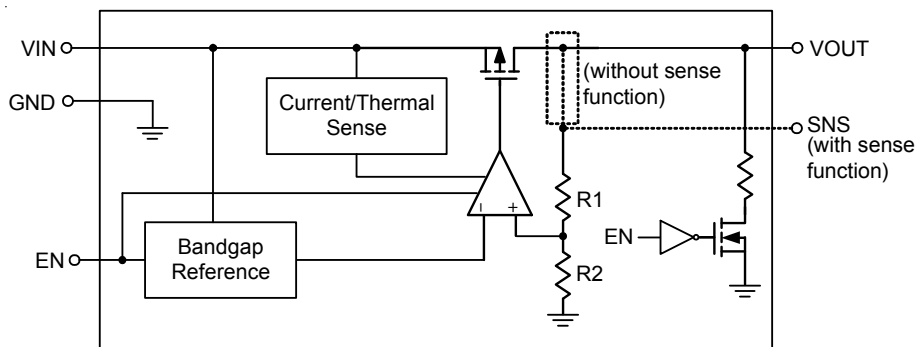 VIN
VOUT
(without sense
function)
GND
Current/Thermal
Sense
SNS
(with sense
function)
R1
- +
EN
EN
Bandgap
Reference
R2